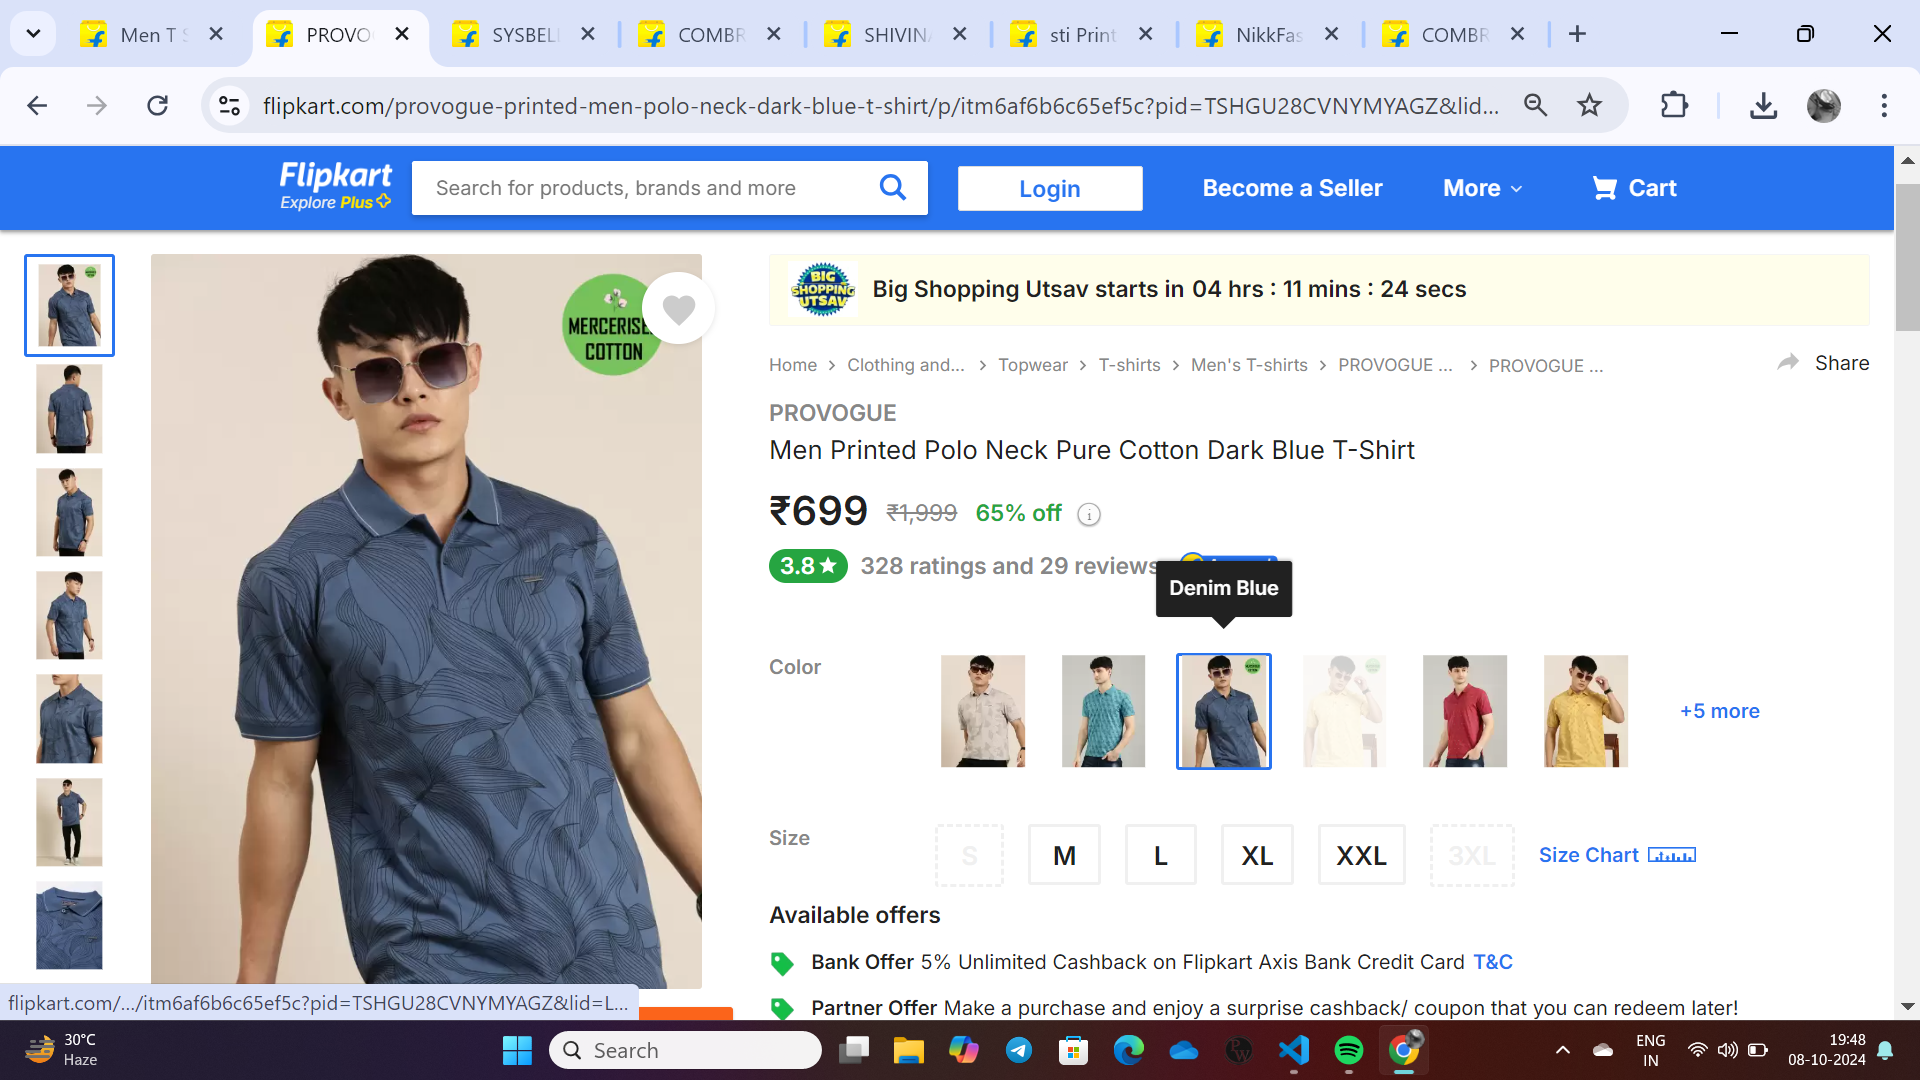 Men T S
PROVO
SYSBELL
COMBR
SHIVINA
sti Print
NikkFas
COMBR
flipkart.com/provogue-printed-men-polo-neck-dark-blue-t-shirt/p/itm6af6b6c65ef5c?pid=TSHGU28CVNYMYAGZ&lid...
Flipkart
Explore Plus
Search for products, brands and more
Login
Become a Seller
More
Cart
MERCERISE
COTTON
BIG SHOPPING UTSAV
Big Shopping Utsav starts in 04 hrs : 11 mins : 24 secs
Home > Clothing and... > Topwear > T-shirts > Men's T-shirts > PROVOGUE ... > PROVOGUE ...
Share
PROVOGUE
Men Printed Polo Neck Pure Cotton Dark Blue T-Shirt
₹699 ₹1,999 65% off
3.8★ 328 ratings and 29 reviews
Denim Blue
Color
+5 more
Size
S M L XL XXL 3XL Size Chart
Available offers
Bank Offer 5% Unlimited Cashback on Flipkart Axis Bank Credit Card T&C
Partner Offer Make a purchase and enjoy a surprise cashback/ coupon that you can redeem later!
flipkart.com/.../itm6af6b6c65ef5c?pid=TSHGU28CVNYMYAGZ&lid=L...
30°C
Haze
Search
ENG
IN
19:48
08-10-2024